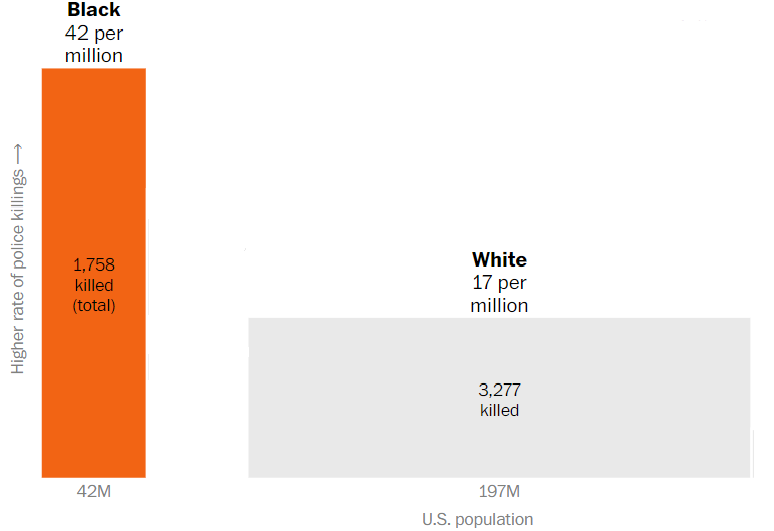 Black
42 per
million
Higher rate of police killings →
1,758
killed
(total)
42M
White
17 per
million
3,277
killed
197M
U.S. population